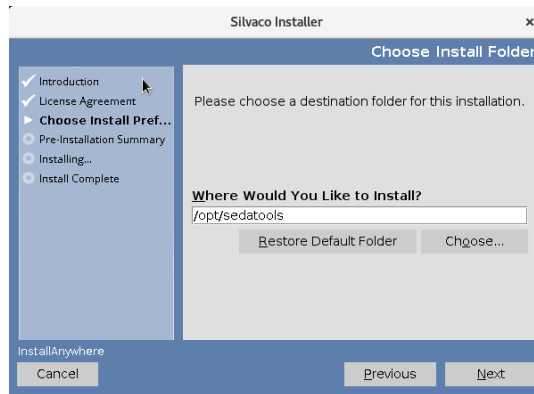 Silvaco Installer
Choose Install Folder
Introduction
License Agreement
Choose Install Pref...
Pre-Installation Summary
Installing...
Install Complete
Please choose a destination folder for this installation.
Where Would You Like to Install?
/opt/sedatools
Restore Default Folder
Choose...
InstallAnywhere
Cancel
Previous
Next